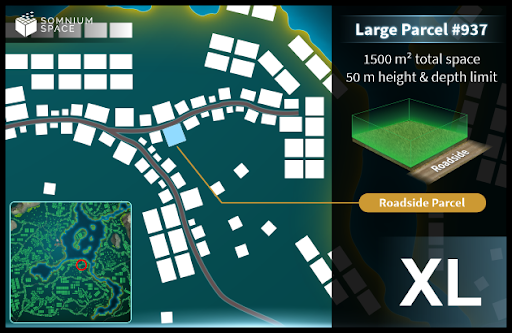 SOMNIUM
SPACE
Large Parcel #937
1500 m² total space
50 m height & depth limit
Roadside
Roadside Parcel
XL